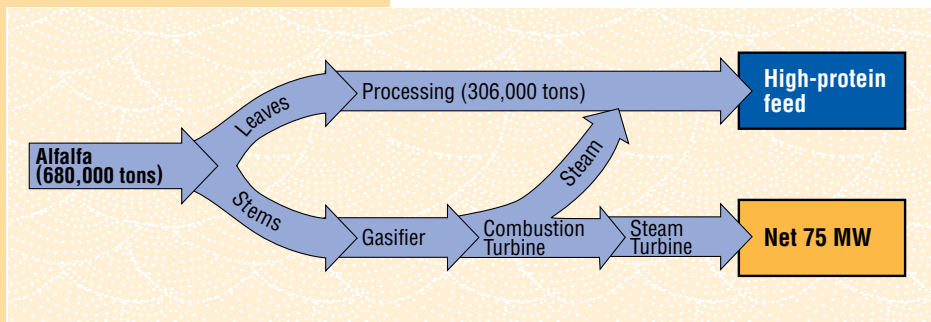 Alfalfa
(680,000 tons)
Leaves
Processing (306,000 tons)
High-protein
feed
Stems
Gasifier
Combustion
Turbine
Steam
Steam
Turbine
Net 75 MW